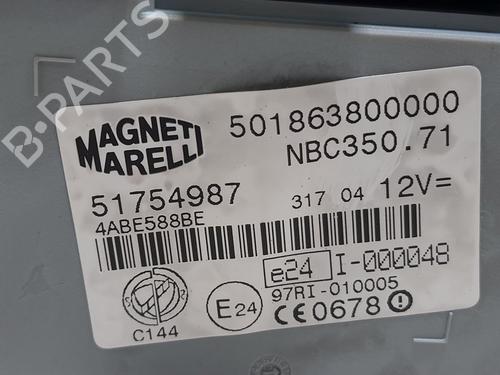 B-PARTS
MAGNETI
MARELLI
501863800000
NBC350.71
51754987
317 04 12V=
4ABE588BE
e24 I-000048
97RI-010005
C144
E24
CE0678